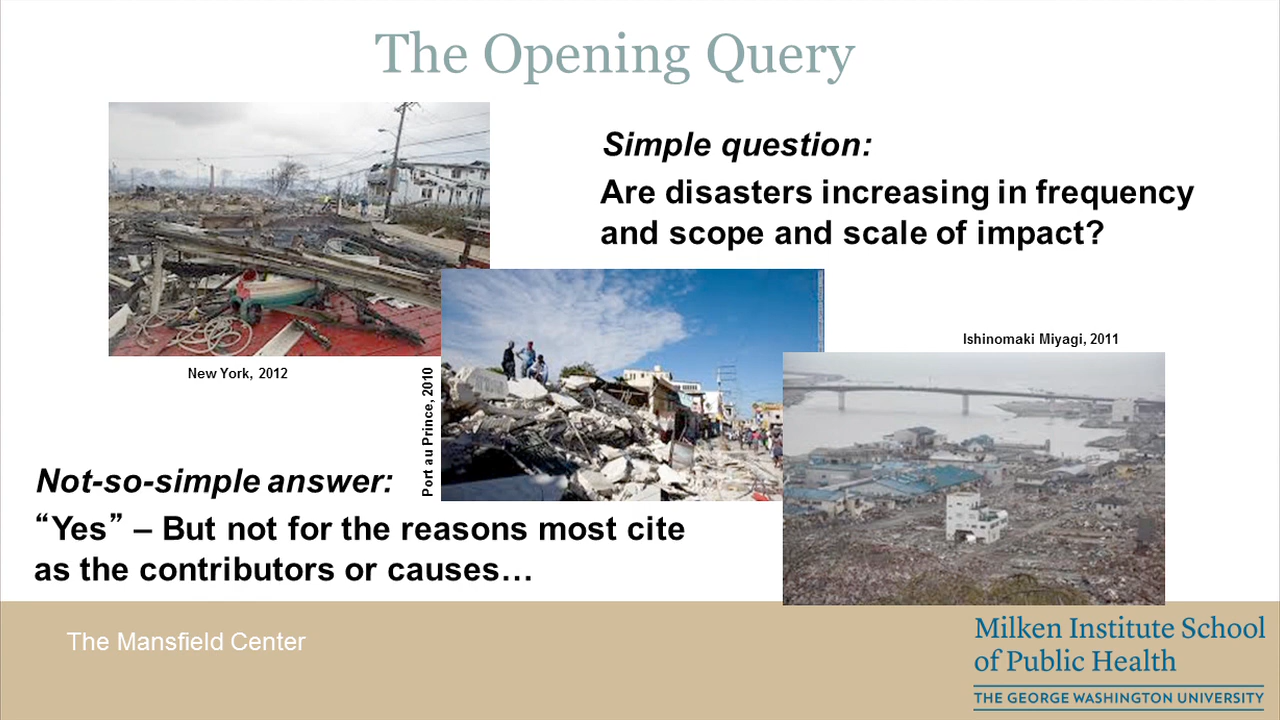 The Opening Query
Simple question:
Are disasters increasing in frequency
and scope and scale of impact?
New York, 2012
Port au Prince, 2010
Ishinomaki Miyagi, 2011
Not-so-simple answer:
“Yes” – But not for the reasons most cite
as the contributors or causes…
The Mansfield Center
Milken Institute School
of Public Health
THE GEORGE WASHINGTON UNIVERSITY